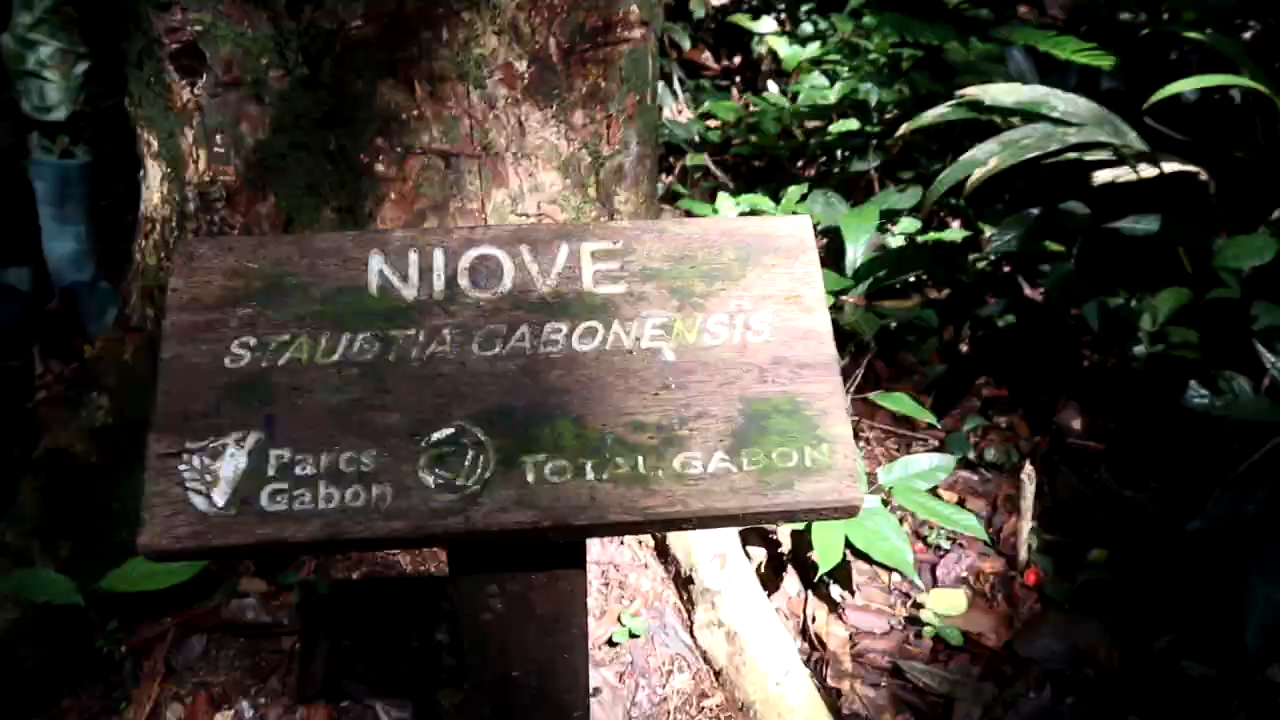 NIOVE
STAUDTIA GABONENSIS
Parcs
Gabon
TOTAL GABON